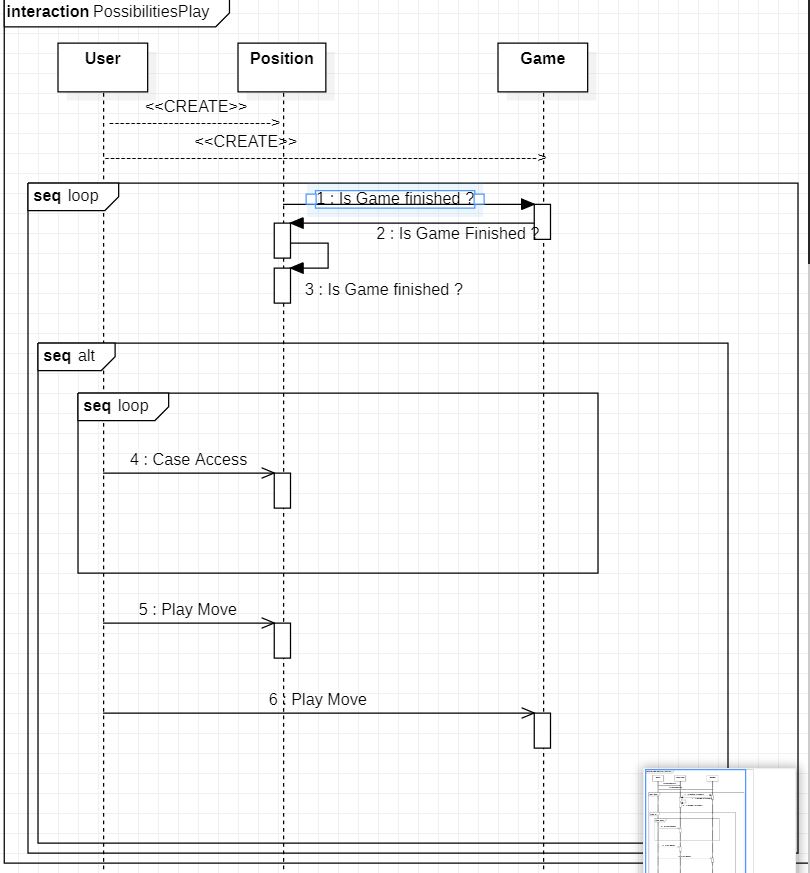 interaction PossibilitiesPlay
User
Position
Game
<<CREATE>>
<<CREATE>>
seq loop
1 : Is Game finished ?
2 : Is Game Finished ?
3 : Is Game finished ?
seq alt
seq loop
4 : Case Access
5 : Play Move
6 : Play Move